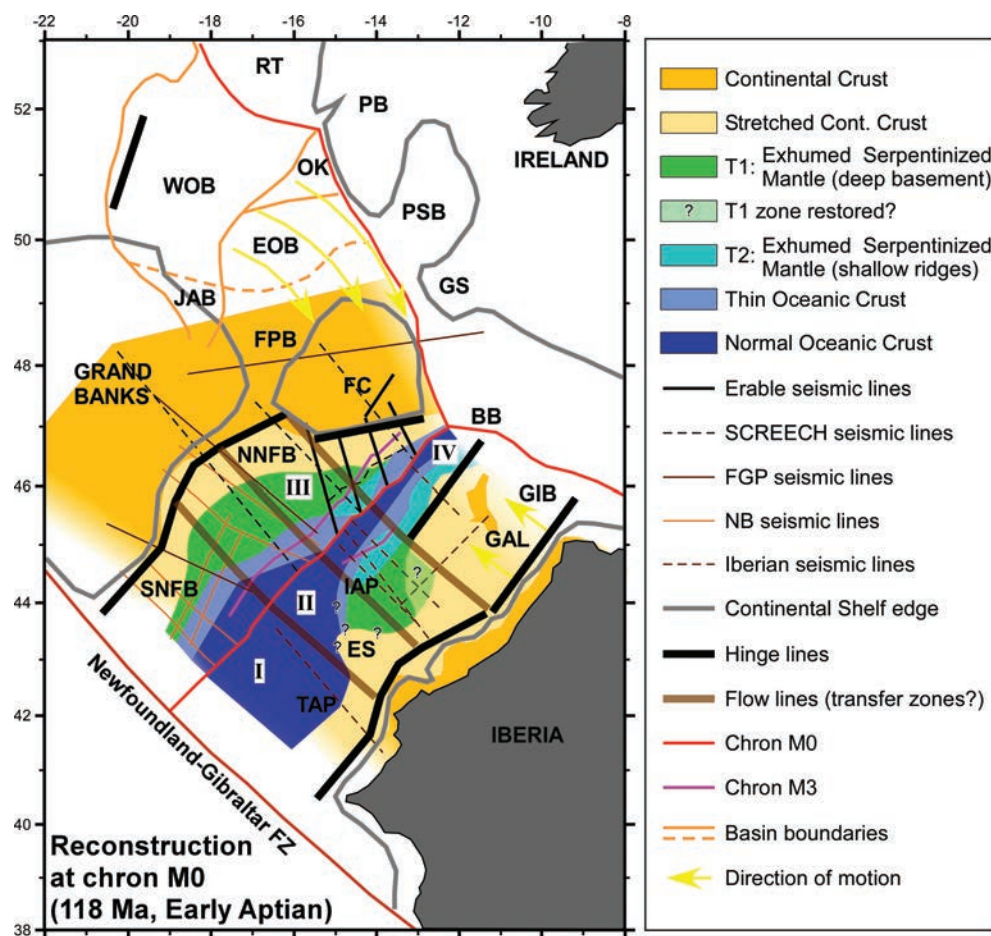 -22 -20 -18 -16 -14 -12 -10 -8
52
50
48
46
44
42
40
38
RT
PB
IRELAND
OK
WOB
PSB
EOB
GS
JAB
FPB
GRAND
BANKS
FC
BB
NNFB
IV
III
GIB
GAL
?
SNFB
IAP
II
?
?
?
?
ES
I
TAP
IBERIA
Newfoundland-Gibraltar FZ
Reconstruction
at chron M0
(118 Ma, Early Aptian)
Continental Crust
Stretched Cont. Crust
T1: Exhumed Serpentinized
Mantle (deep basement)
? T1 zone restored?
T2: Exhumed Serpentinized
Mantle (shallow ridges)
Thin Oceanic Crust
Normal Oceanic Crust
Erable seismic lines
SCREECH seismic lines
FGP seismic lines
NB seismic lines
Iberian seismic lines
Continental Shelf edge
Hinge lines
Flow lines (transfer zones?)
Chron M0
Chron M3
Basin boundaries
Direction of motion